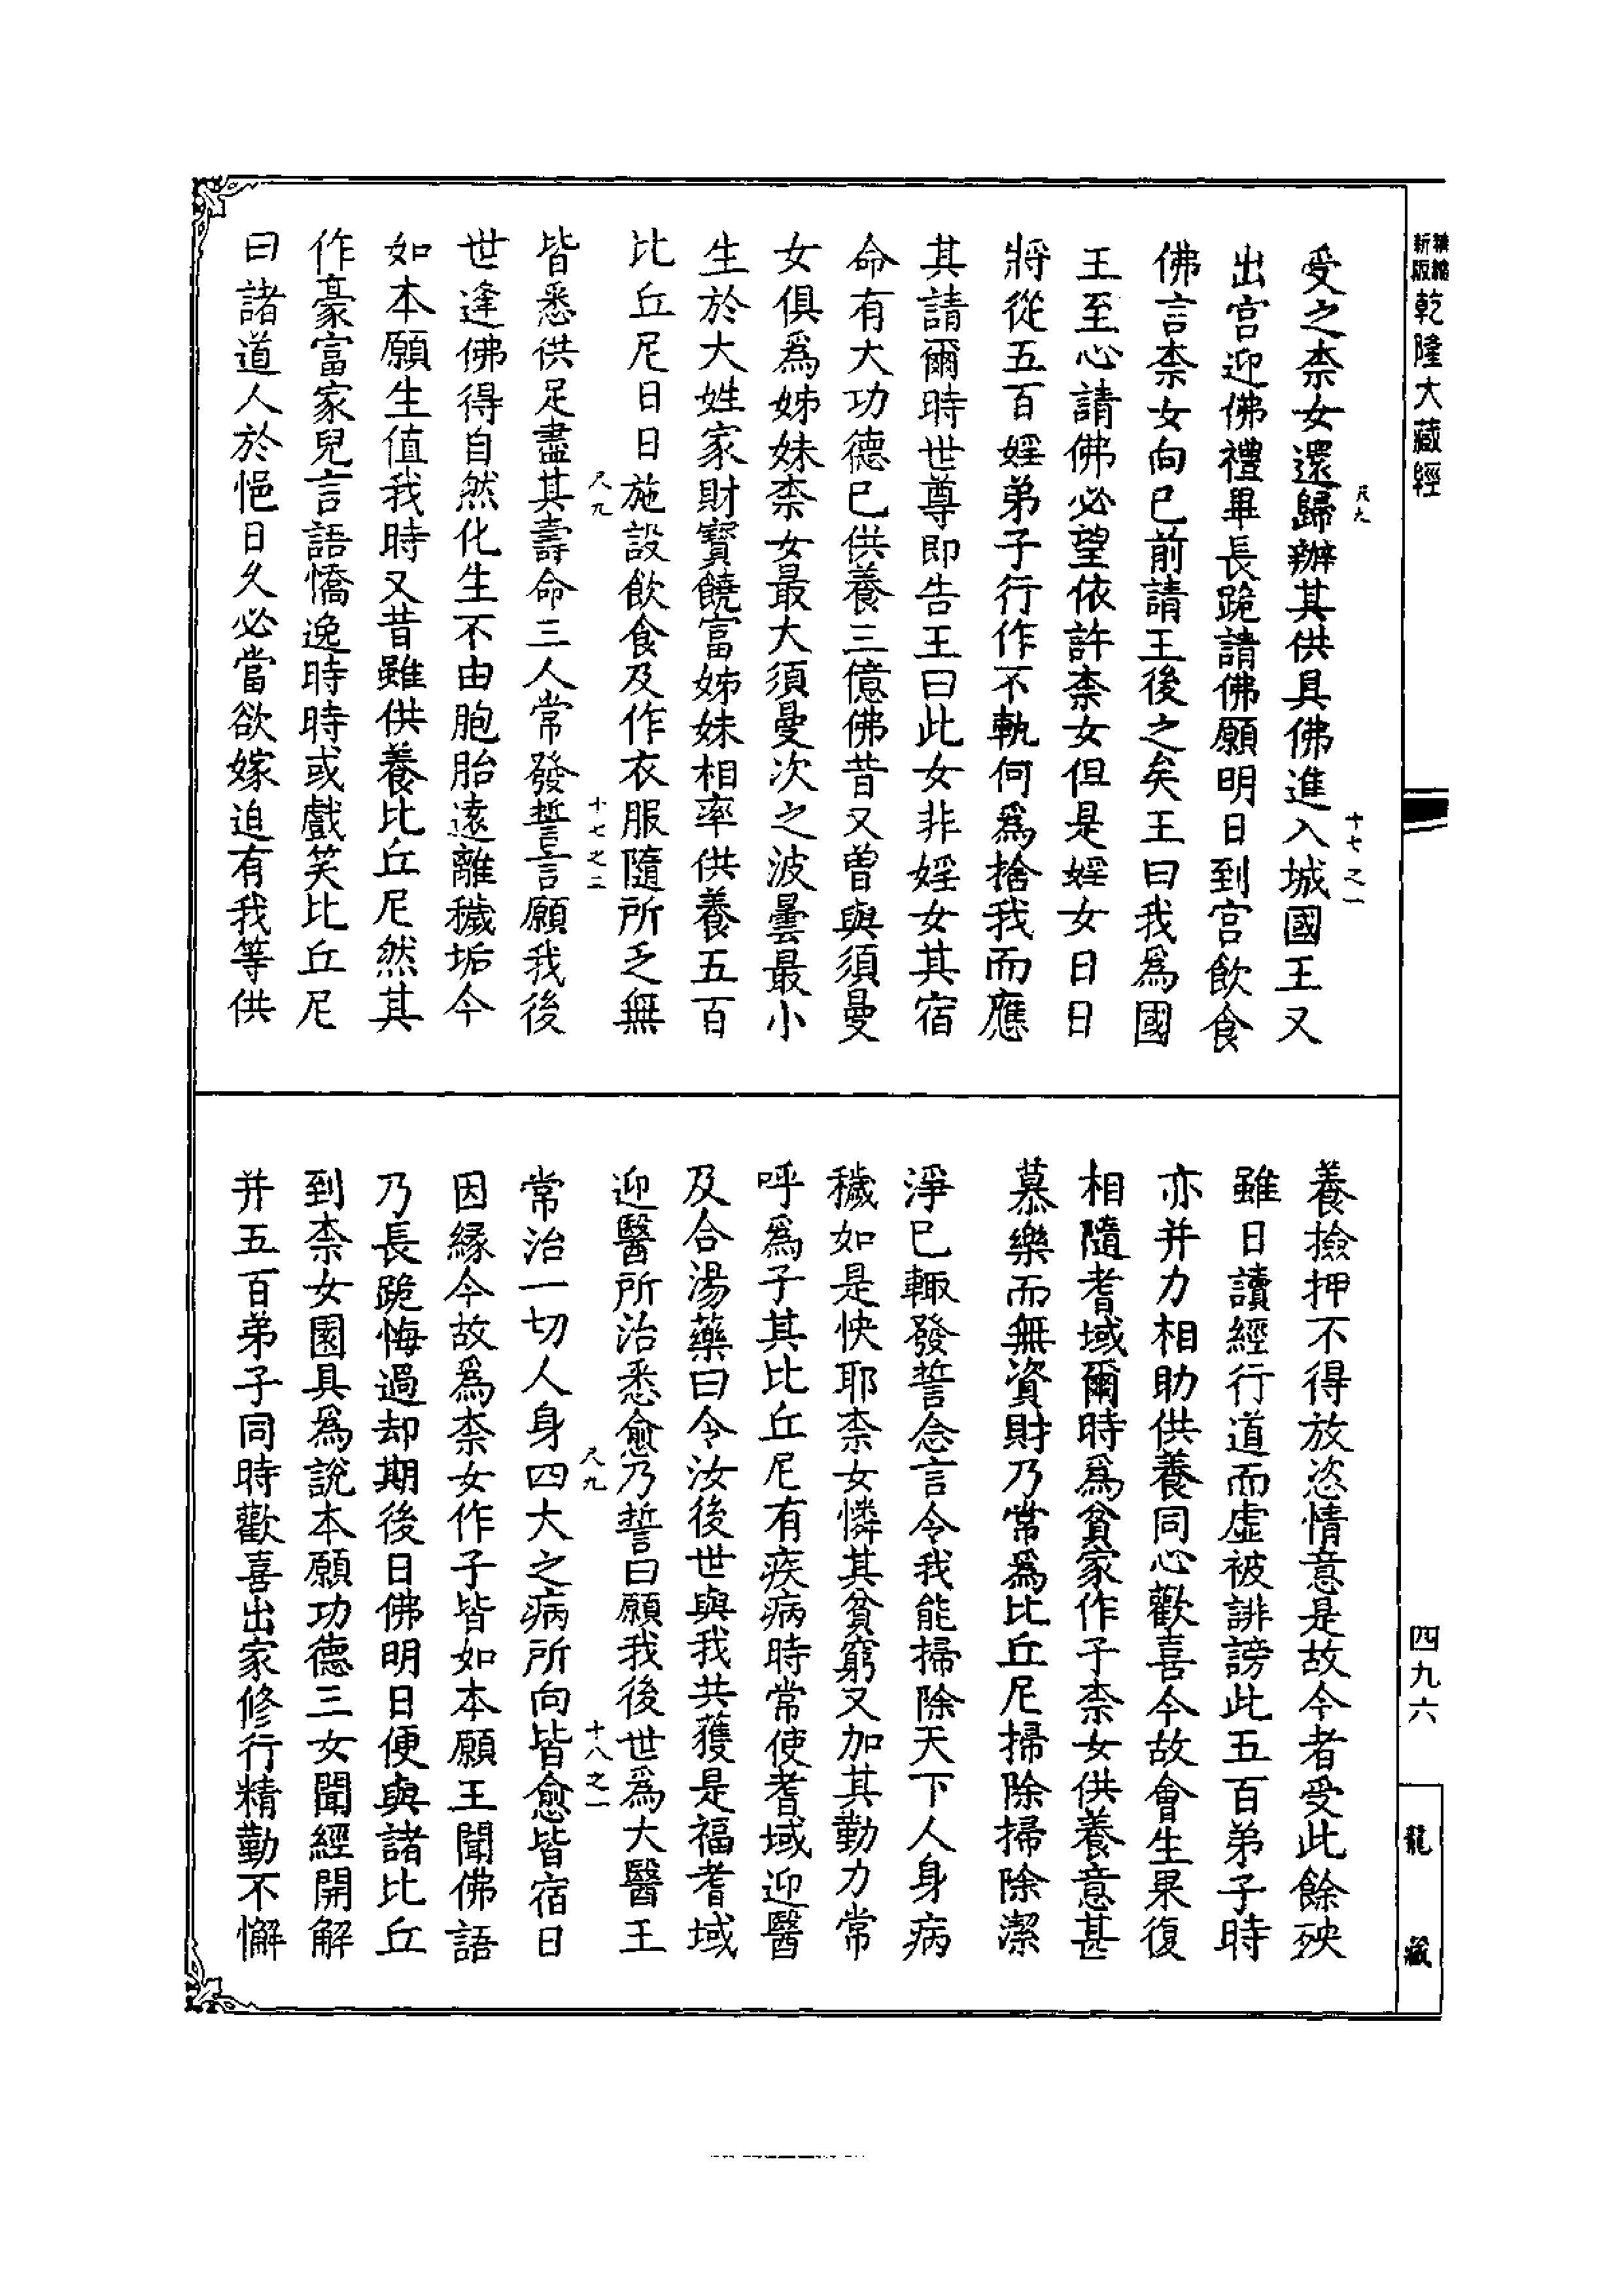 新版精縮乾隆大藏經
尺九
十七之一
受之柰女還歸辦其供具佛進入城國王又
出宮迎佛禮畢長跪請佛願明日到宮飲食
佛言柰女向已前請王後之矣王曰我爲國
王至心請佛必望依許柰女但是婬女日日
將從五百婬弟子行作不軌何爲捨我而應
其請爾時世尊即告王曰此女非婬女其宿
命有大功德已供養三億佛昔又曾與須曼
女俱爲姊妹柰女最大須曼次之波曇最小
生於大姓家財寶饒富姊妹相率供養五百
比丘尼日日施設飲食及作衣服隨所乏無
尺九
十七之二
皆悉供足盡其壽命三人常發誓言願我後
世逢佛得自然化生不由胞胎遠離穢垢今
如本願生值我時又昔雖供養比丘尼然其
作豪富家兒言語憍逸時時或戲笑比丘尼
曰諸道人於悒日久必當欲嫁迫有我等供
養撿押不得放恣情意是故今者受此餘殃
雖日讀經行道而虛被誹謗此五百弟子時
亦并力相助供養同心歡喜今故會生果復
相隨耆域爾時爲貧家作子柰女供養意甚
慕樂而無資財乃常爲比丘尼掃除掃除潔
淨已輙發誓念言令我能掃除天下人身病
穢如是快耶柰女憐其貧窮又加其勤力常
呼爲子其比丘尼有疾病時常使耆域迎醫
及合湯藥曰令汝後世與我共獲是福耆域
迎醫所治悉愈乃誓曰願我後世爲大醫王
尺九
十八之一
常治一切人身四大之病所向皆愈皆宿日
因緣今故爲柰女作子皆如本願王聞佛語
乃長跪悔過却期後日佛明日便與諸比丘
到柰女園具爲說本願功德三女聞經開解
并五百弟子同時歡喜出家修行精勤不懈
四九六
龍藏